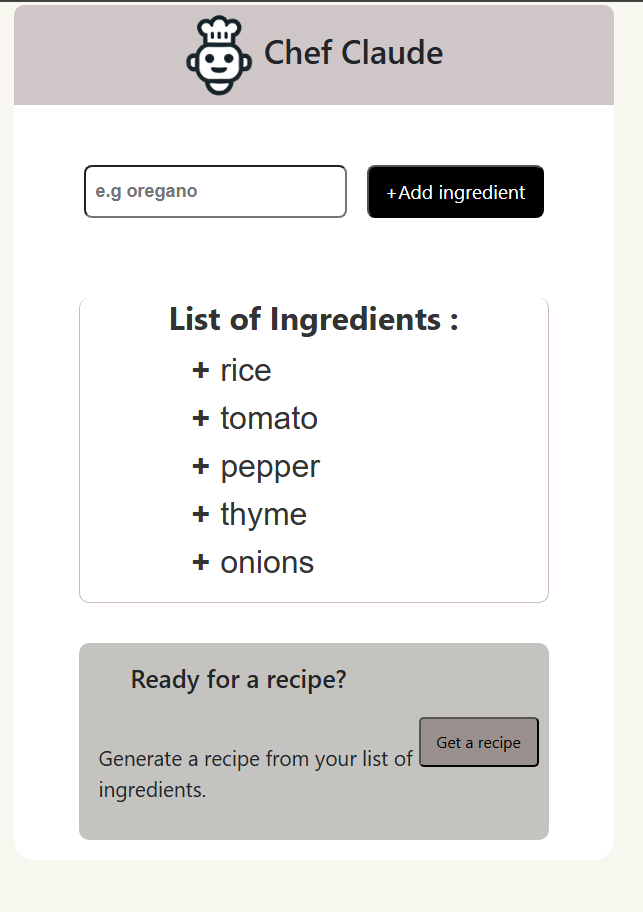 Chef Claude
e.g oregano
+Add ingredient
List of Ingredients :
+ rice
+ tomato
+ pepper
+ thyme
+ onions
Ready for a recipe?
Generate a recipe from your list of
ingredients.
Get a recipe